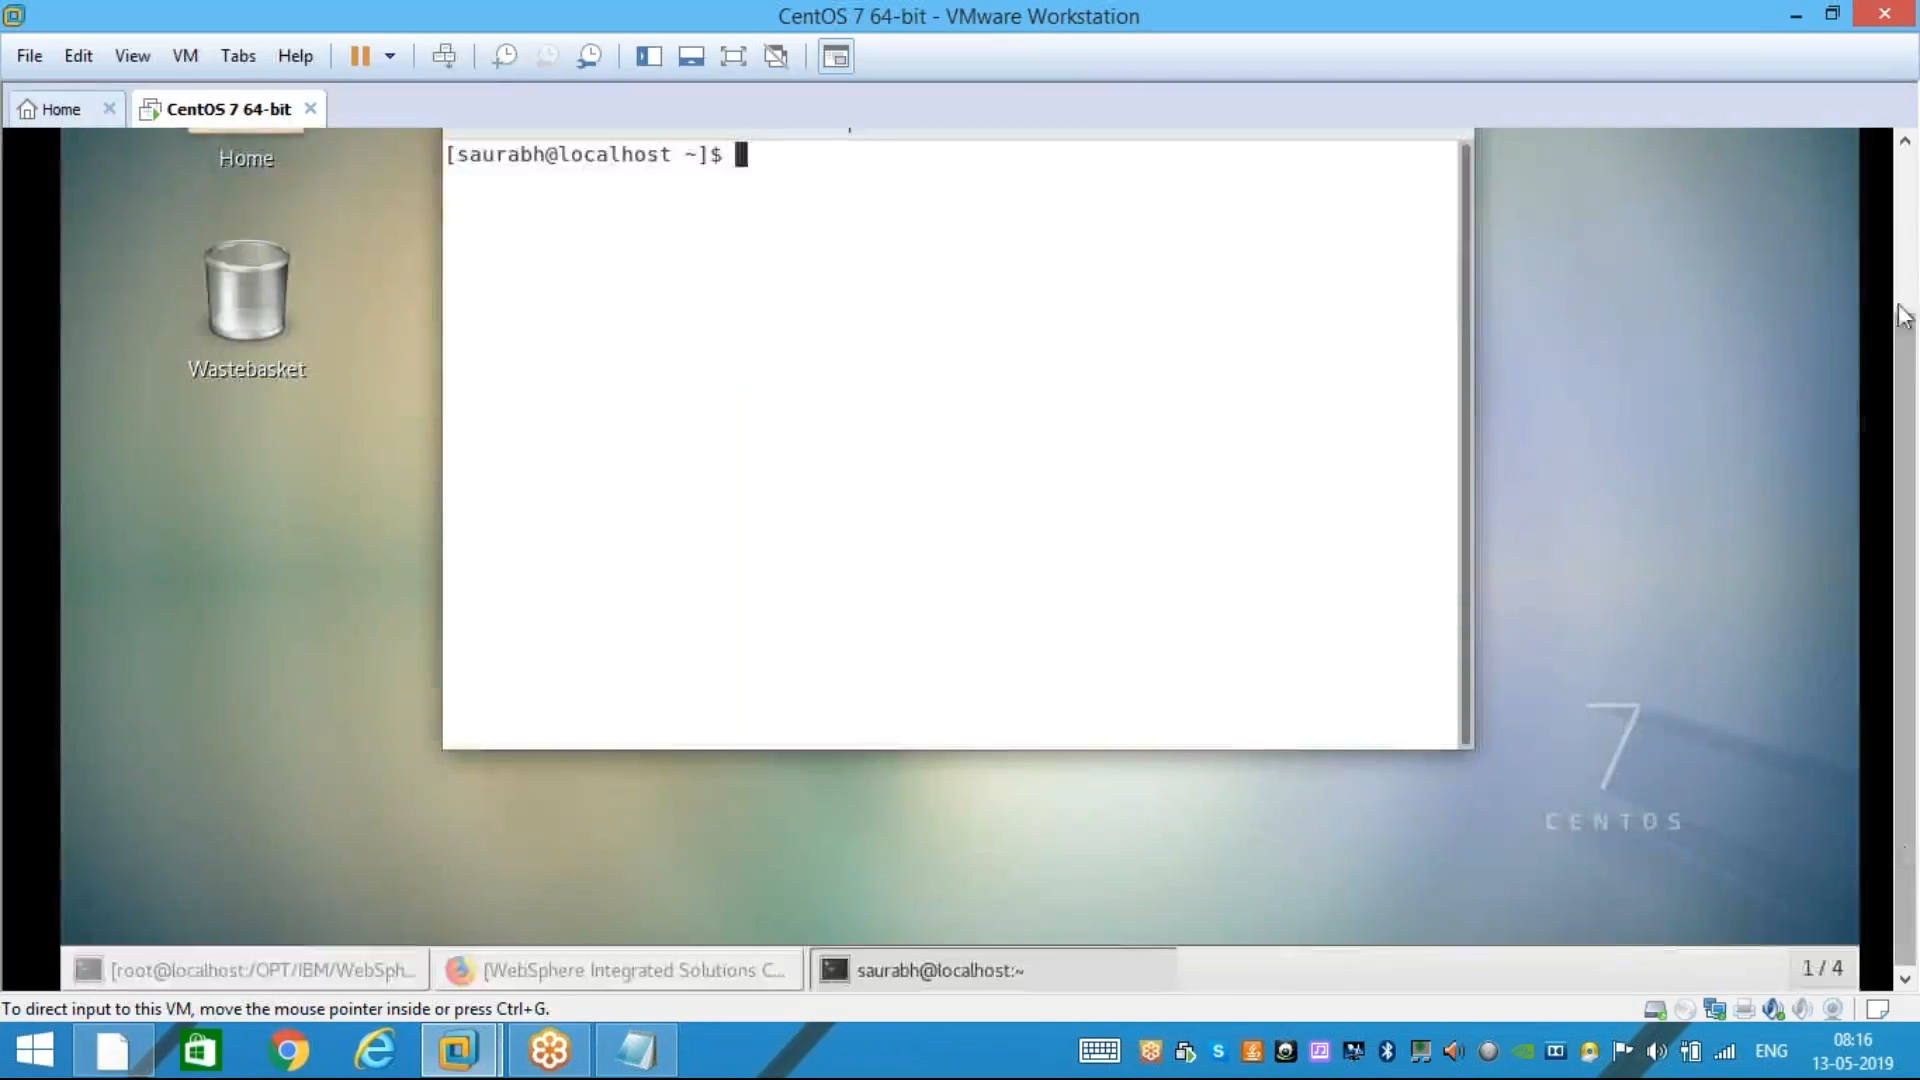 CentOS 7 64-bit - VMware Workstation
File Edit View VM Tabs Help
Home CentOS 7 64-bit
Home
[saurabh@localhost ~]$
Wastebasket
7
CENTOS
[root@localhost:/OPT/IBM/WebSph... [WebSphere Integrated Solutions C... saurabh@localhost:~ 1 / 4
To direct input to this VM, move the mouse pointer inside or press Ctrl+G.
ENG
08:16
13-05-2019